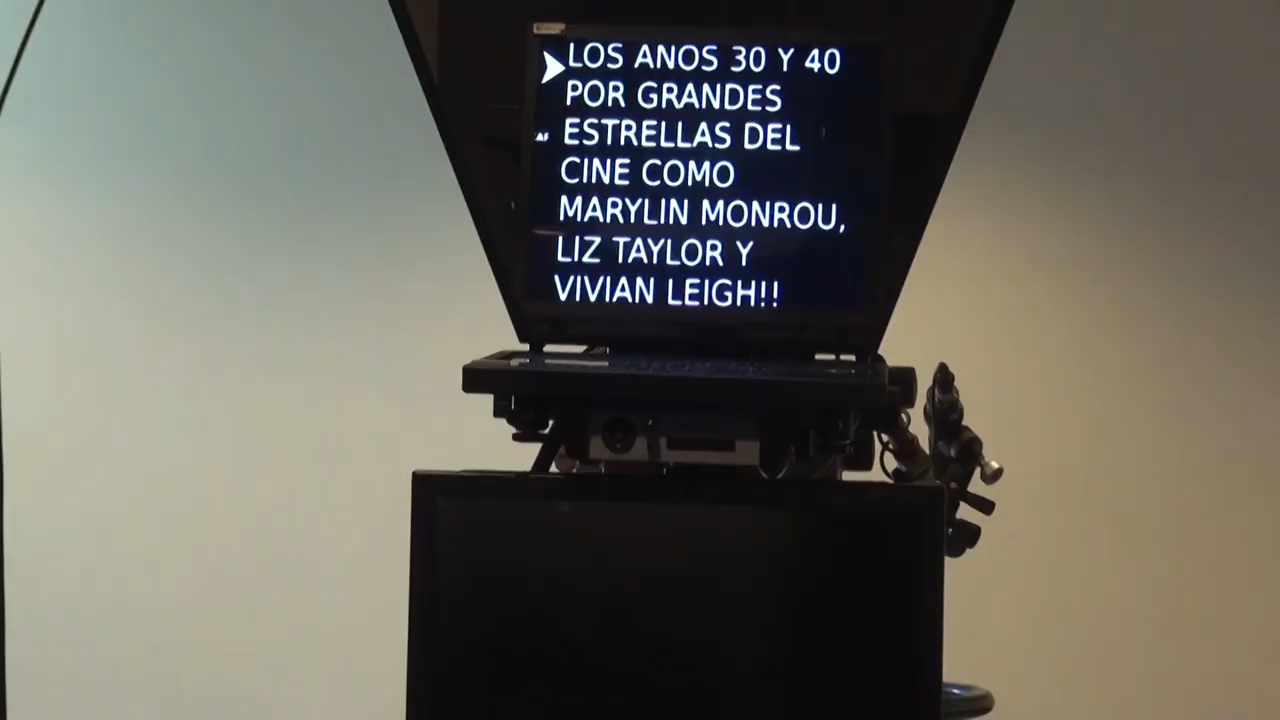 LOS ANOS 30 Y 40
POR GRANDES
ESTRELLAS DEL
CINE COMO
MARYLIN MONROU,
LIZ TAYLOR Y
VIVIAN LEIGH!!